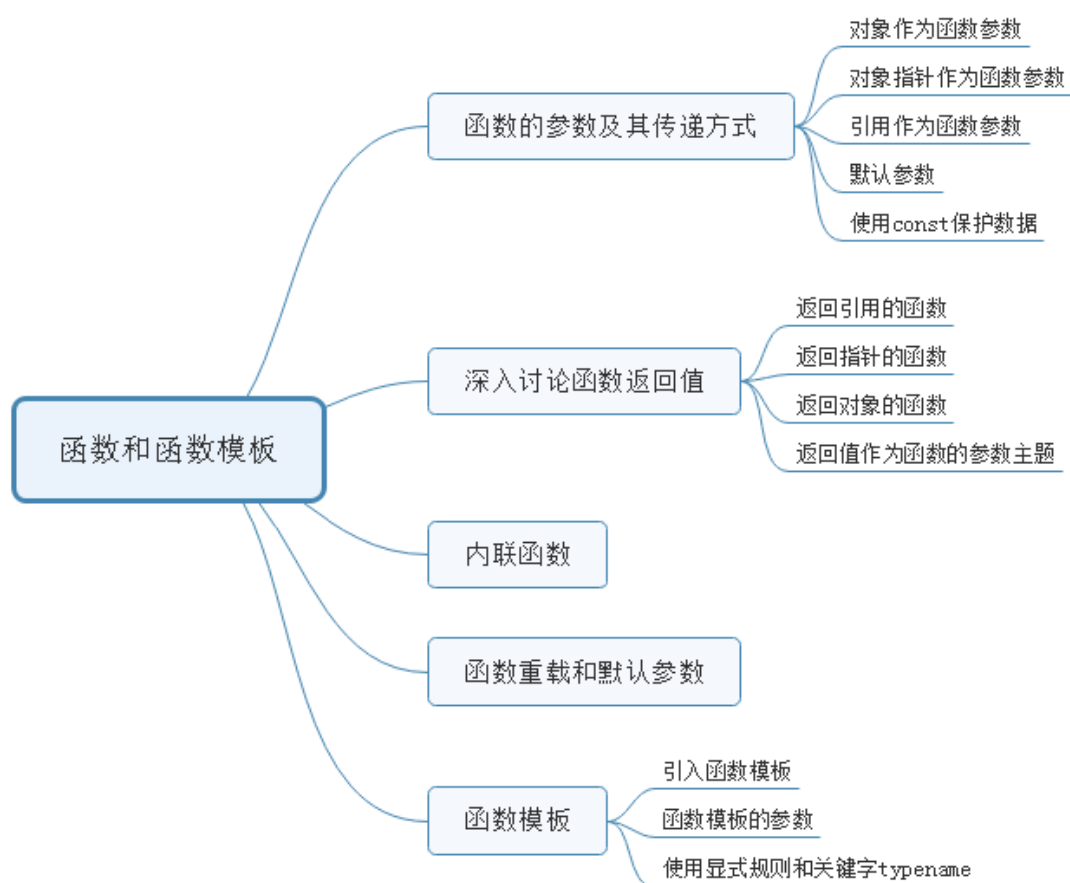 函数和函数模板
函数的参数及其传递方式
对象作为函数参数
对象指针作为函数参数
引用作为函数参数
默认参数
使用const保护数据
深入讨论函数返回值
返回引用的函数
返回指针的函数
返回对象的函数
返回值作为函数的参数主题
内联函数
函数重载和默认参数
函数模板
引入函数模板
函数模板的参数
使用显式规则和关键字typename